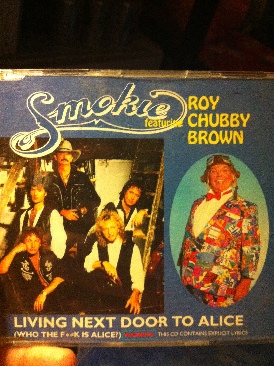 Smokie
featuring
ROY
CHUBBY
BROWN
LIVING NEXT DOOR TO ALICE
(WHO THE F**K IS ALICE?) WARNING: THIS CD CONTAINS EXPLICIT LYRICS